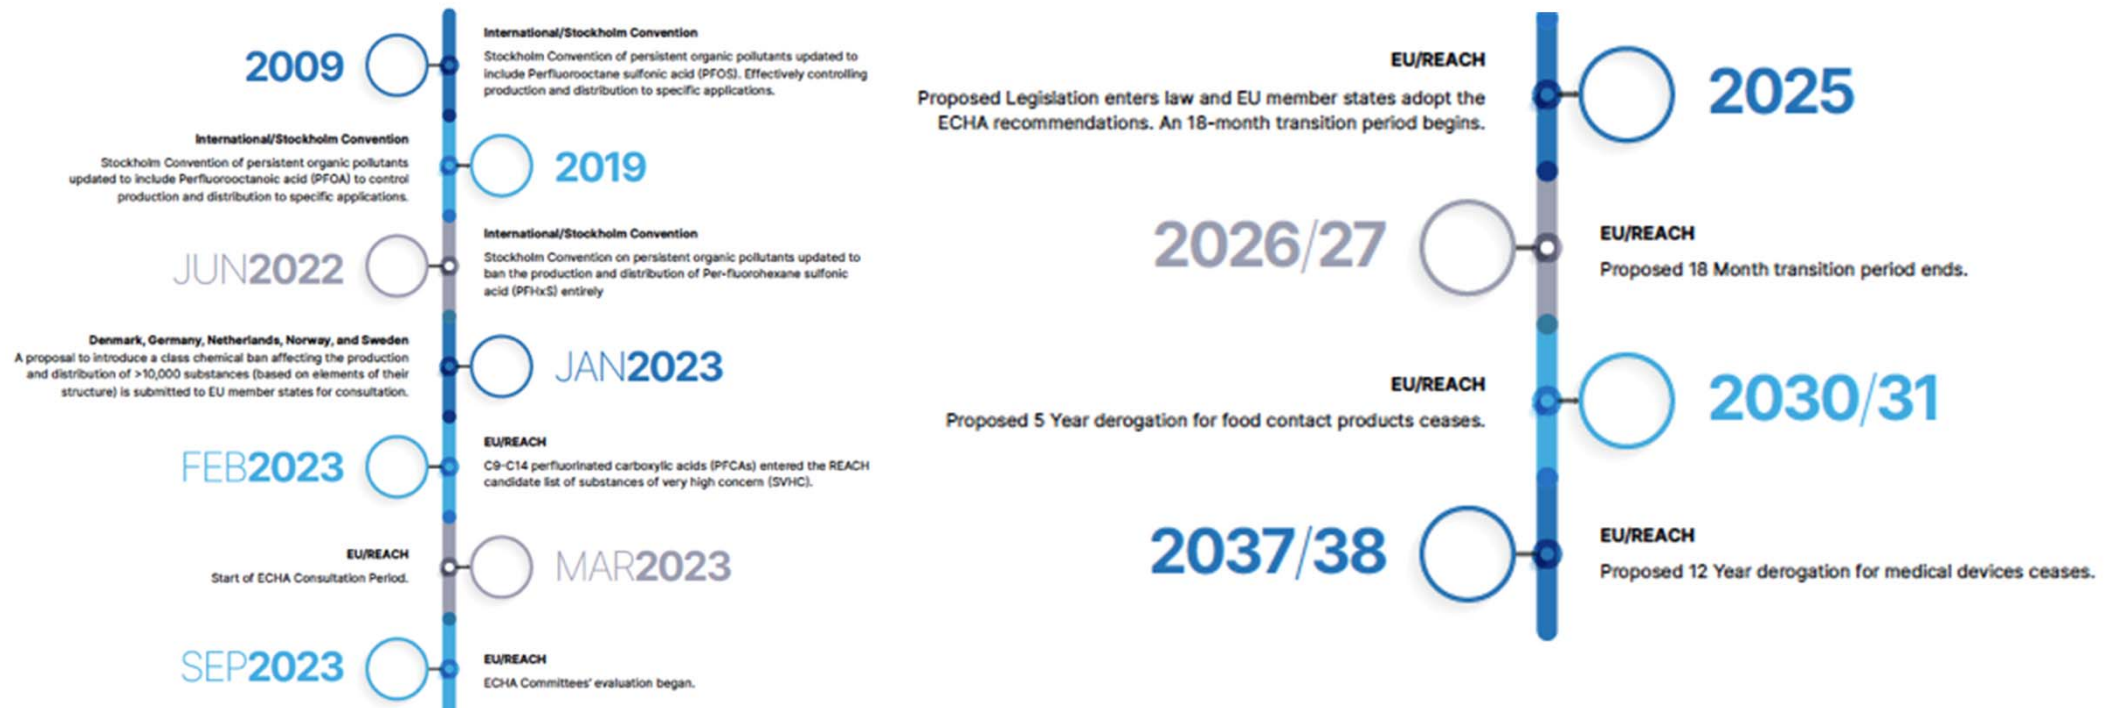 2009
International/Stockholm Convention
Stockholm Convention of persistent organic pollutants updated to
include Perfluorooctane sulfonic acid (PFOS). Effectively controlling
production and distribution to specific applications.
International/Stockholm Convention
Stockholm Convention of persistent organic pollutants
updated to include Perfluorooctanoic acid (PFOA) to control
production and distribution to specific applications.
2019
JUN2022
International/Stockholm Convention
Stockholm Convention on persistent organic pollutants updated to
ban the production and distribution of Per-fluorohexane sulfonic
acid (PFHxS) entirely
Denmark, Germany, Netherlands, Norway, and Sweden
A proposal to introduce a class chemical ban affecting the production
and distribution of >10,000 substances (based on elements of their
structure) is submitted to EU member states for consultation.
JAN2023
FEB2023
EU/REACH
C9-C14 perfluorinated carboxylic acids (PFCAs) entered the REACH
candidate list of substances of very high concern (SVHC).
EU/REACH
Start of ECHA Consultation Period.
MAR2023
SEP2023
EU/REACH
ECHA Committees' evaluation began.
EU/REACH
Proposed Legislation enters law and EU member states adopt the
ECHA recommendations. An 18-month transition period begins.
2025
2026/27
EU/REACH
Proposed 18 Month transition period ends.
EU/REACH
Proposed 5 Year derogation for food contact products ceases.
2030/31
2037/38
EU/REACH
Proposed 12 Year derogation for medical devices ceases.